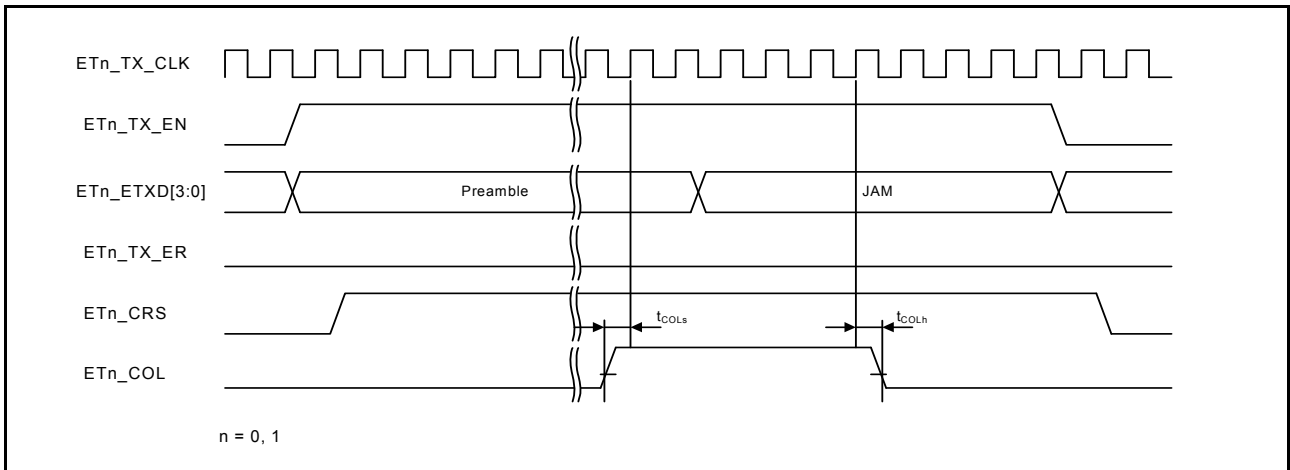 ETn_TX_CLK
ETn_TX_EN
ETn_ETXD[3:0] Preamble JAM
ETn_TX_ER
ETn_CRS
tCOLs tCOLh
ETn_COL
n = 0, 1